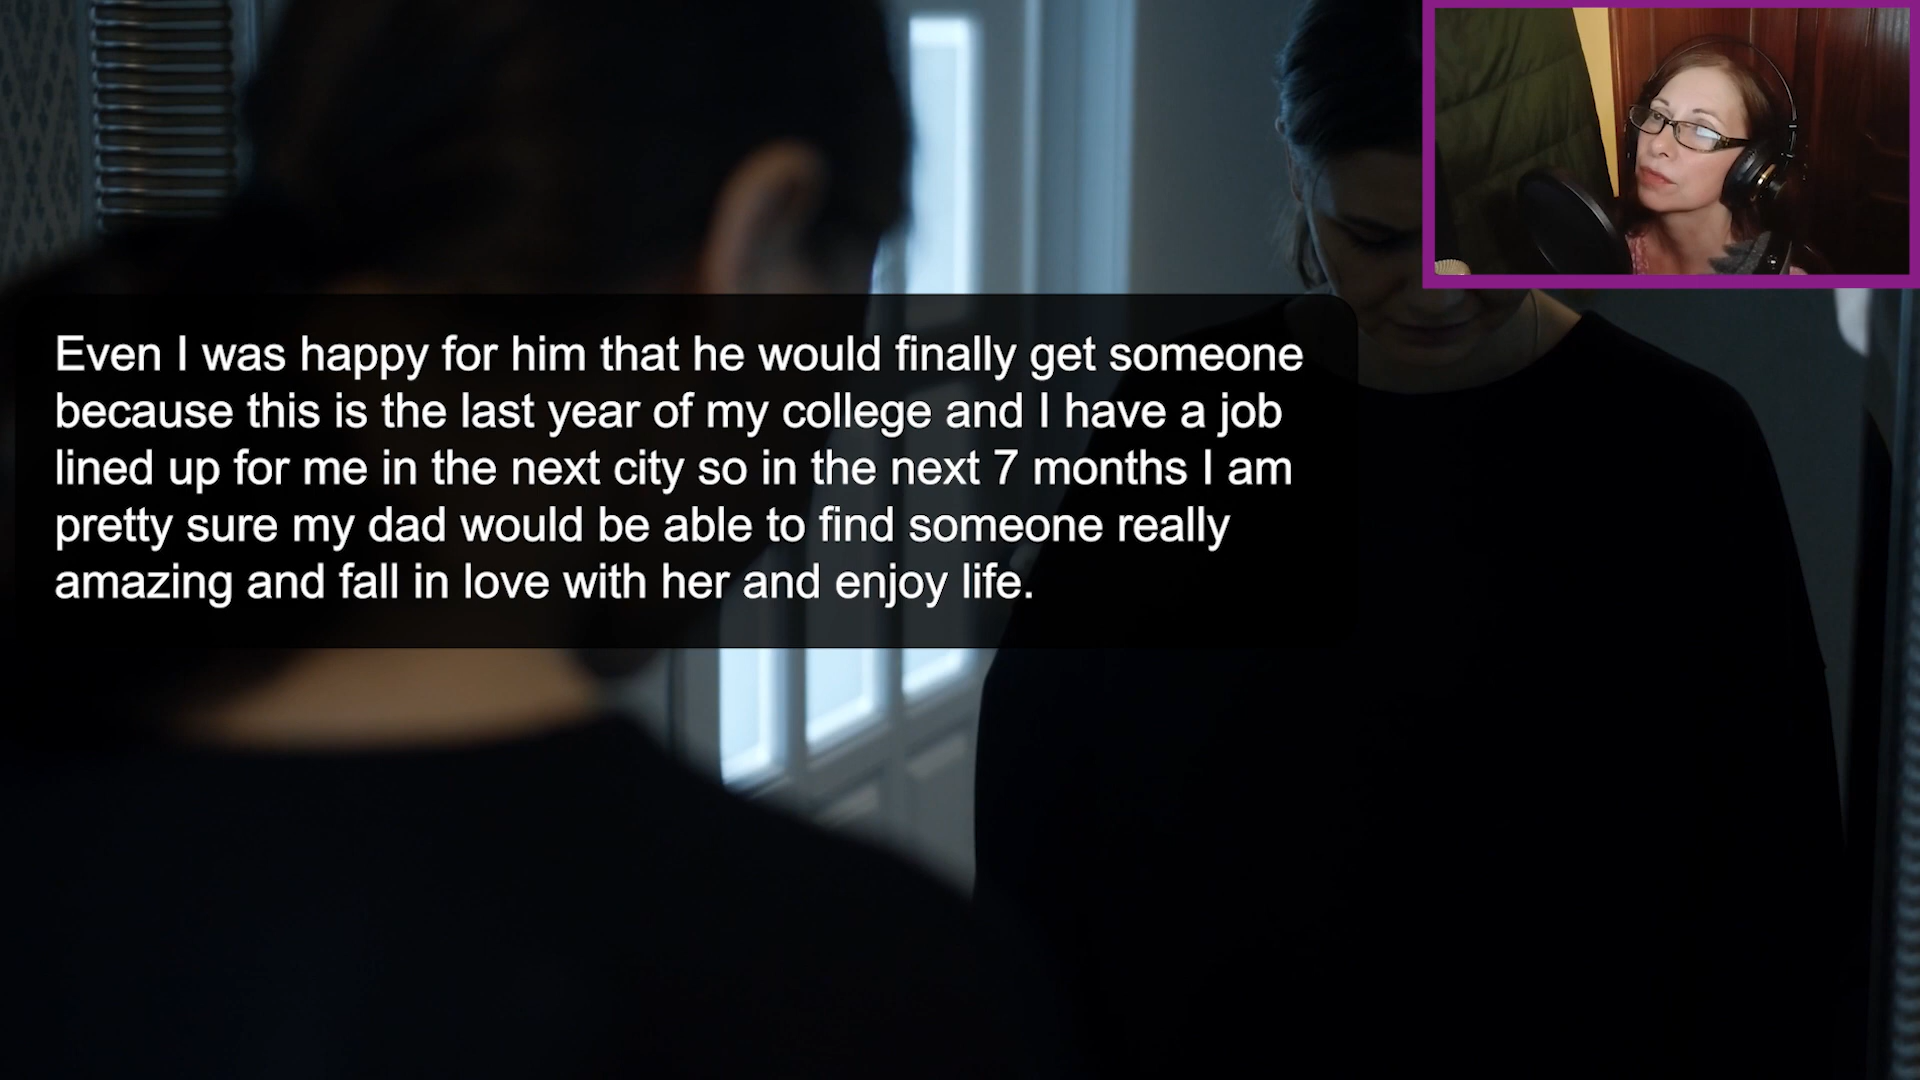 Even I was happy for him that he would finally get someone
because this is the last year of my college and I have a job
lined up for me in the next city so in the next 7 months I am
pretty sure my dad would be able to find someone really
amazing and fall in love with her and enjoy life.